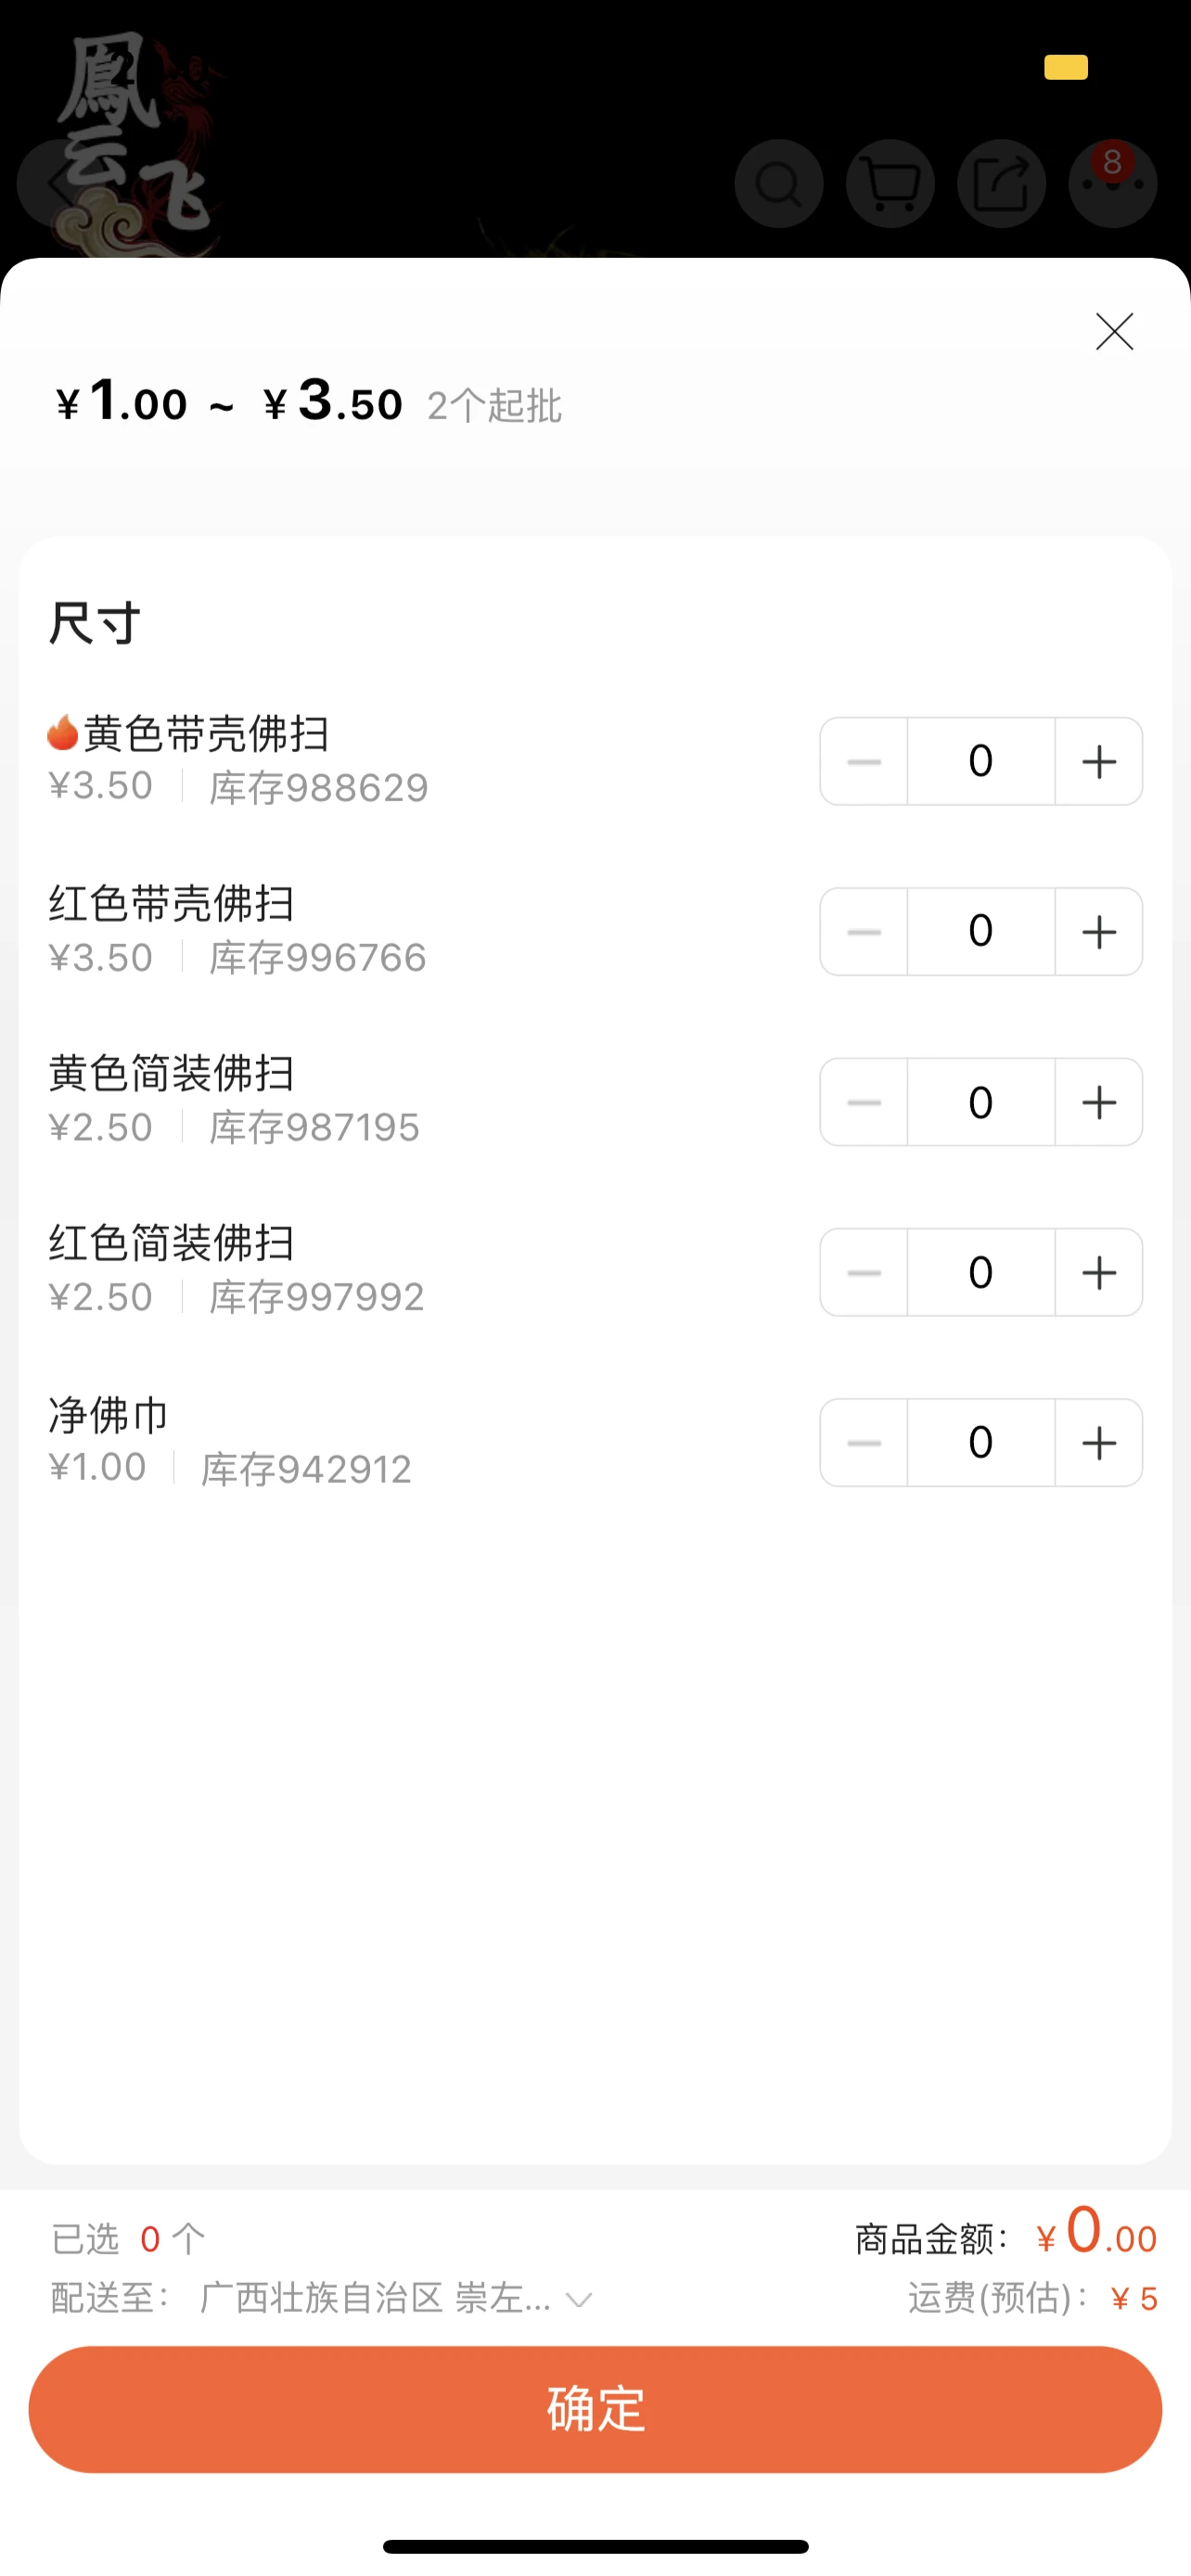 鳳
云
飞
8
¥1.00 ~ ¥3.50 2个起批
尺寸
黄色带壳佛扫
¥3.50 库存988629
0
红色带壳佛扫
¥3.50 库存996766
0
黄色简装佛扫
¥2.50 库存987195
0
红色简装佛扫
¥2.50 库存997992
0
净佛巾
¥1.00 库存942912
0
已选 0 个 商品金额：¥0.00
配送至： 广西壮族自治区 崇左... 运费(预估)：¥5
确定